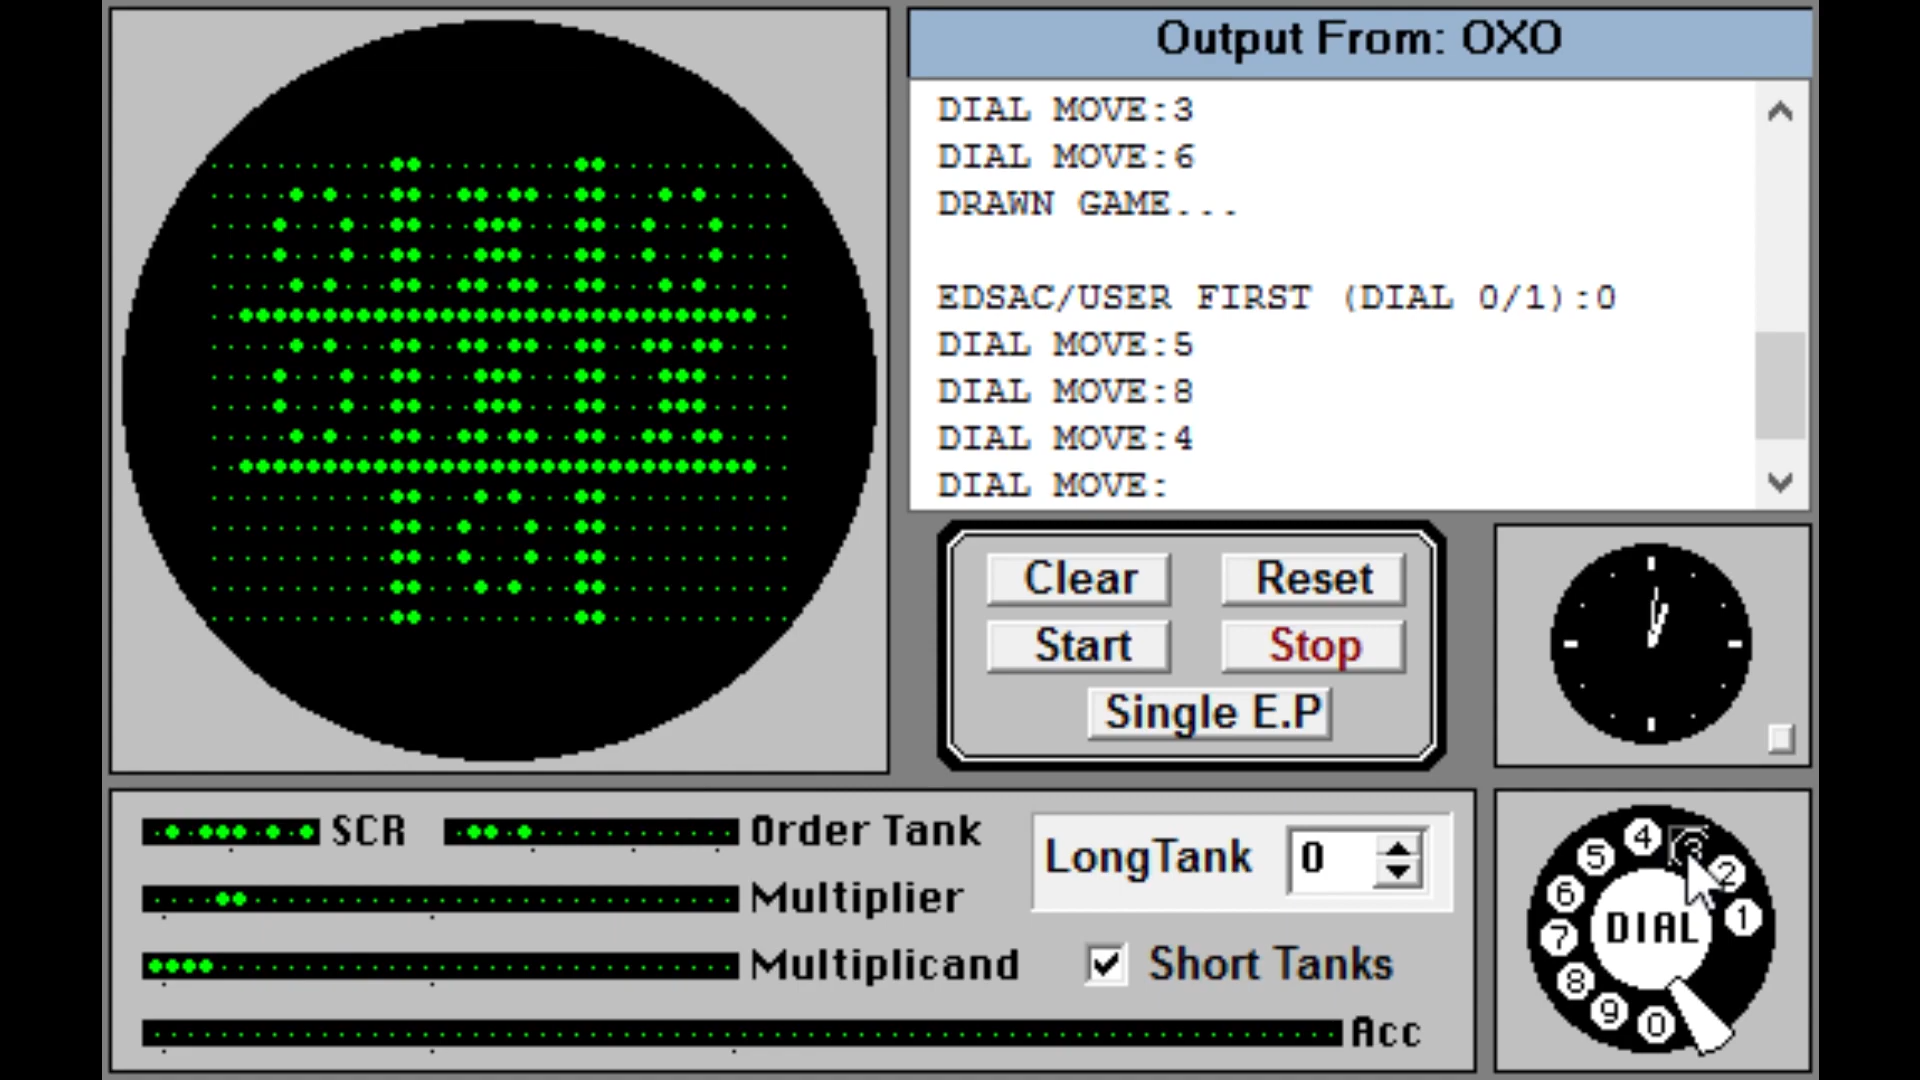 Output From: OXO
DIAL MOVE:3
DIAL MOVE:6
DRAWN GAME...
EDSAC/USER FIRST (DIAL 0/1):0
DIAL MOVE:5
DIAL MOVE:8
DIAL MOVE:4
DIAL MOVE:
Clear
Reset
Start
Stop
Single E.P
SCR
Order Tank
LongTank 0
Multiplier
Multiplicand
Short Tanks
Acc
4
3
5
2
6
1
DIAL
7
8
9
0